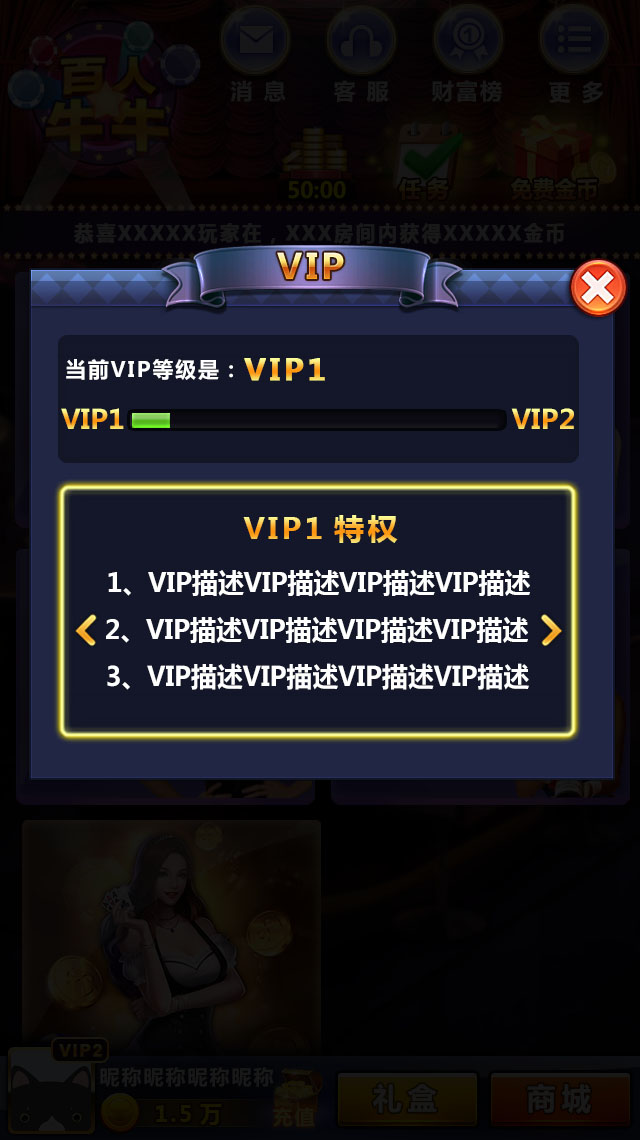 百人
牛牛
消息
客服
财富榜
更多
50:00
任务
免费金币
恭喜XXXXX玩家在，XXX房间内获得XXXXX金币
VIP
当前VIP等级是：VIP1
VIP1
VIP2
VIP1 特权
1、VIP描述VIP描述VIP描述VIP描述
2、VIP描述VIP描述VIP描述VIP描述
3、VIP描述VIP描述VIP描述VIP描述
VIP2
昵称昵称昵称昵称
1.5 万
充值
礼盒
商城